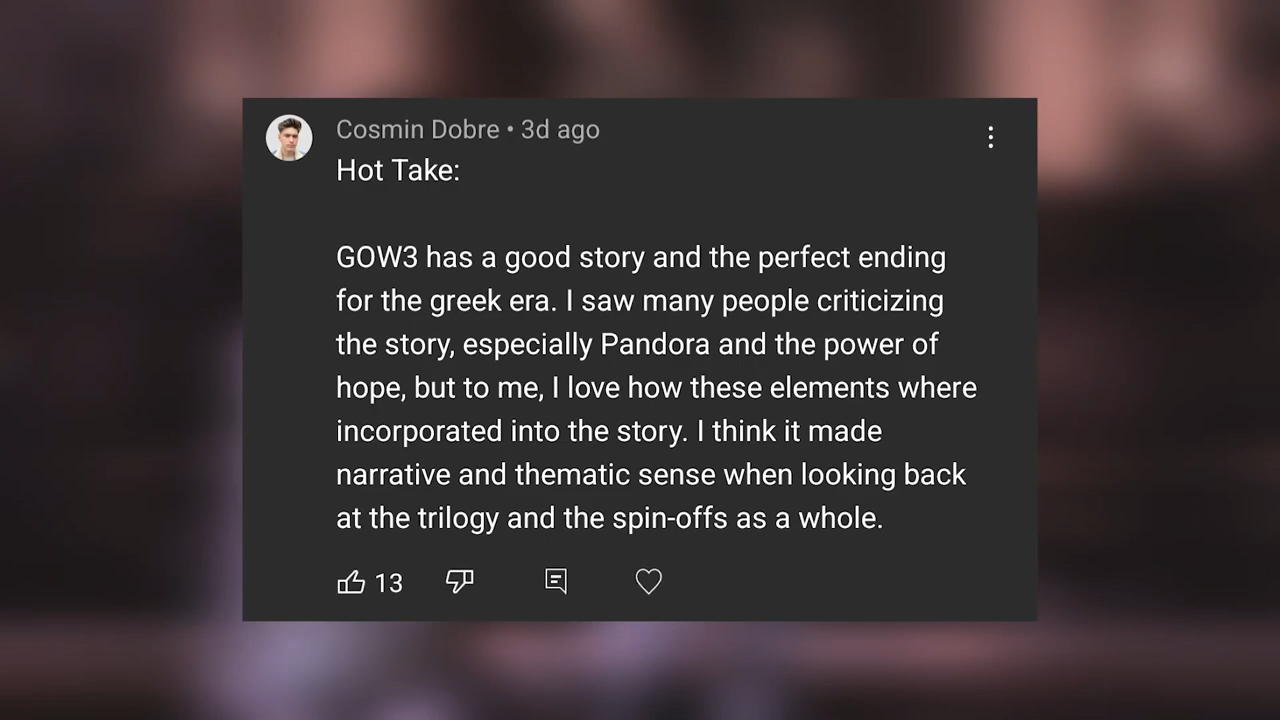 Cosmin Dobre • 3d ago
Hot Take:
GOW3 has a good story and the perfect ending
for the greek era. I saw many people criticizing
the story, especially Pandora and the power of
hope, but to me, I love how these elements where
incorporated into the story. I think it made
narrative and thematic sense when looking back
at the trilogy and the spin-offs as a whole.
13